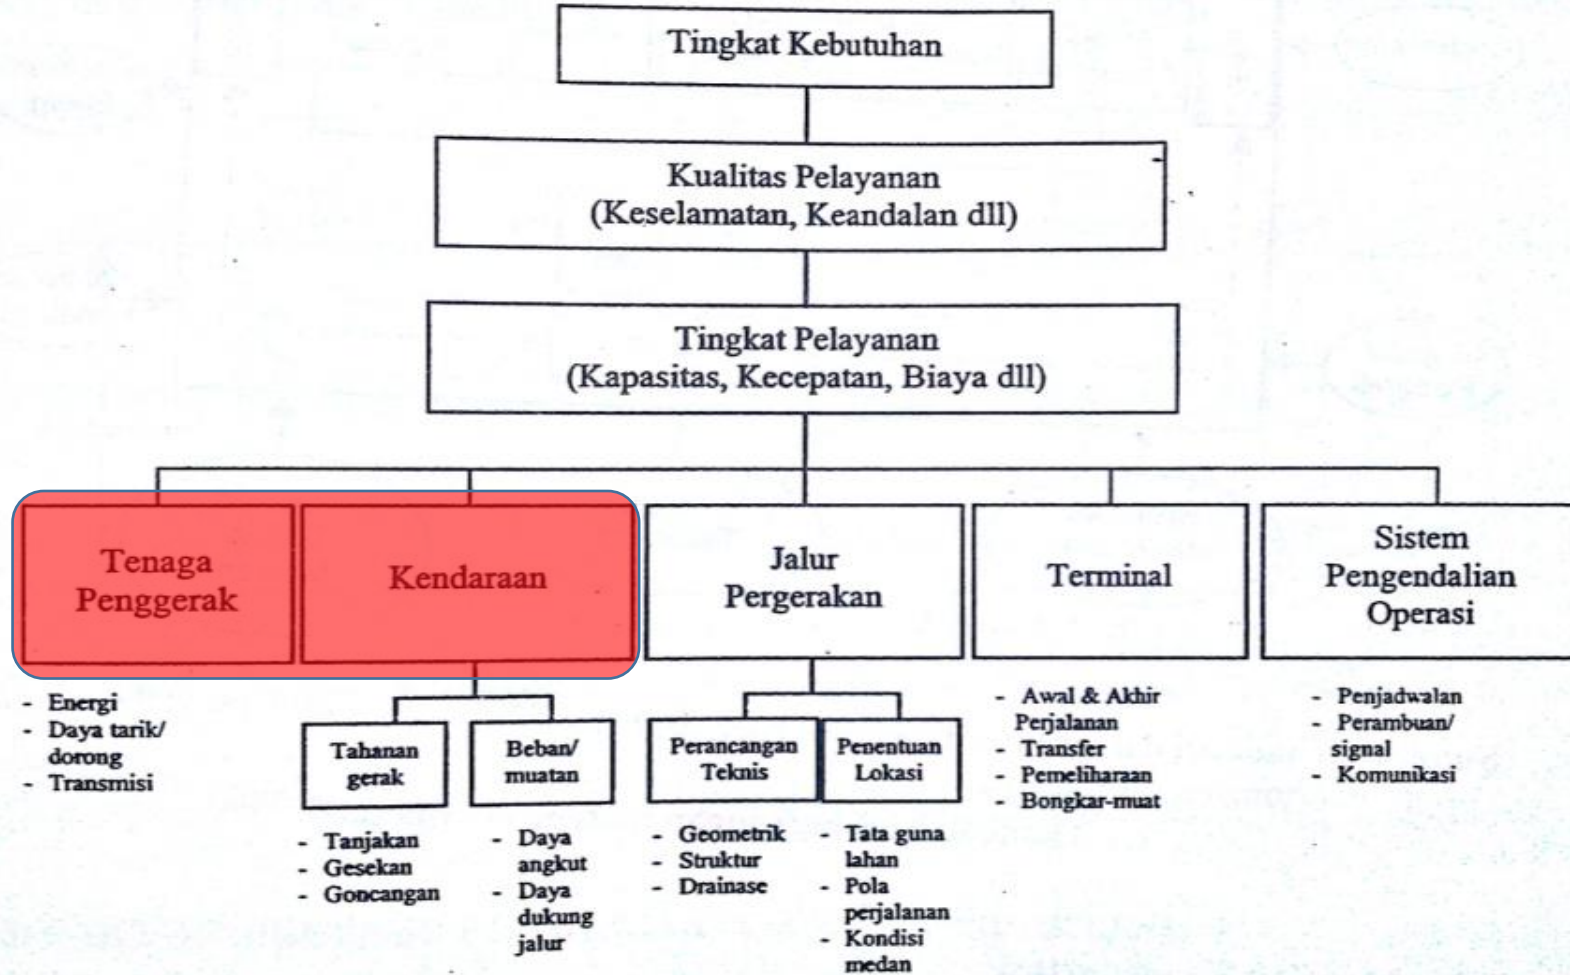 Tingkat Kebutuhan
Kualitas Pelayanan
(Keselamatan, Keandalan dll)
Tingkat Pelayanan
(Kapasitas, Kecepatan, Biaya dll)
Tenaga
Penggerak
Kendaraan
Jalur
Pergerakan
Terminal
Sistem
Pengendalian
Operasi
- Energi
- Daya tarik/
dorong
- Transmisi
Tahanan
gerak
Beban/
muatan
Perancangan
Teknis
Penentuan
Lokasi
- Awal & Akhir
Perjalanan
- Transfer
- Pemeliharaan
- Bongkar-muat
- Penjadwalan
- Perambuan/
signal
- Komunikasi
- Tanjakan
- Gesekan
- Goncangan
- Daya
angkut
- Daya
dukung
jalur
- Geometrik
- Struktur
- Drainase
- Tata guna
lahan
- Pola
perjalanan
- Kondisi
medan